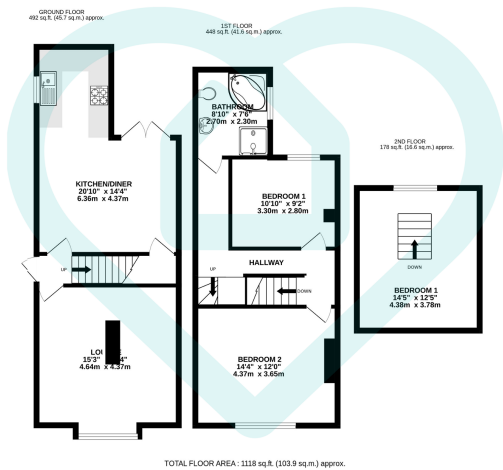 GROUND FLOOR
492 sq.ft. (45.7 sq.m.) approx.
1ST FLOOR
448 sq.ft. (41.6 sq.m.) approx.
2ND FLOOR
178 sq.ft. (16.6 sq.m.) approx.
BATHROOM
8'10" x 7'6"
2.70m x 2.30m
KITCHEN/DINER
20'10" x 14'4"
6.36m x 4.37m
BEDROOM 1
10'10" x 9'2"
3.30m x 2.80m
HALLWAY
UP
UP
DOWN
DOWN
BEDROOM 1
14'5" x 12'5"
4.38m x 3.78m
15'3"
4.64m x 4.37m
BEDROOM 2
14'4" x 12'0"
4.37m x 3.65m
TOTAL FLOOR AREA : 1118 sq.ft. (103.9 sq.m.) approx.